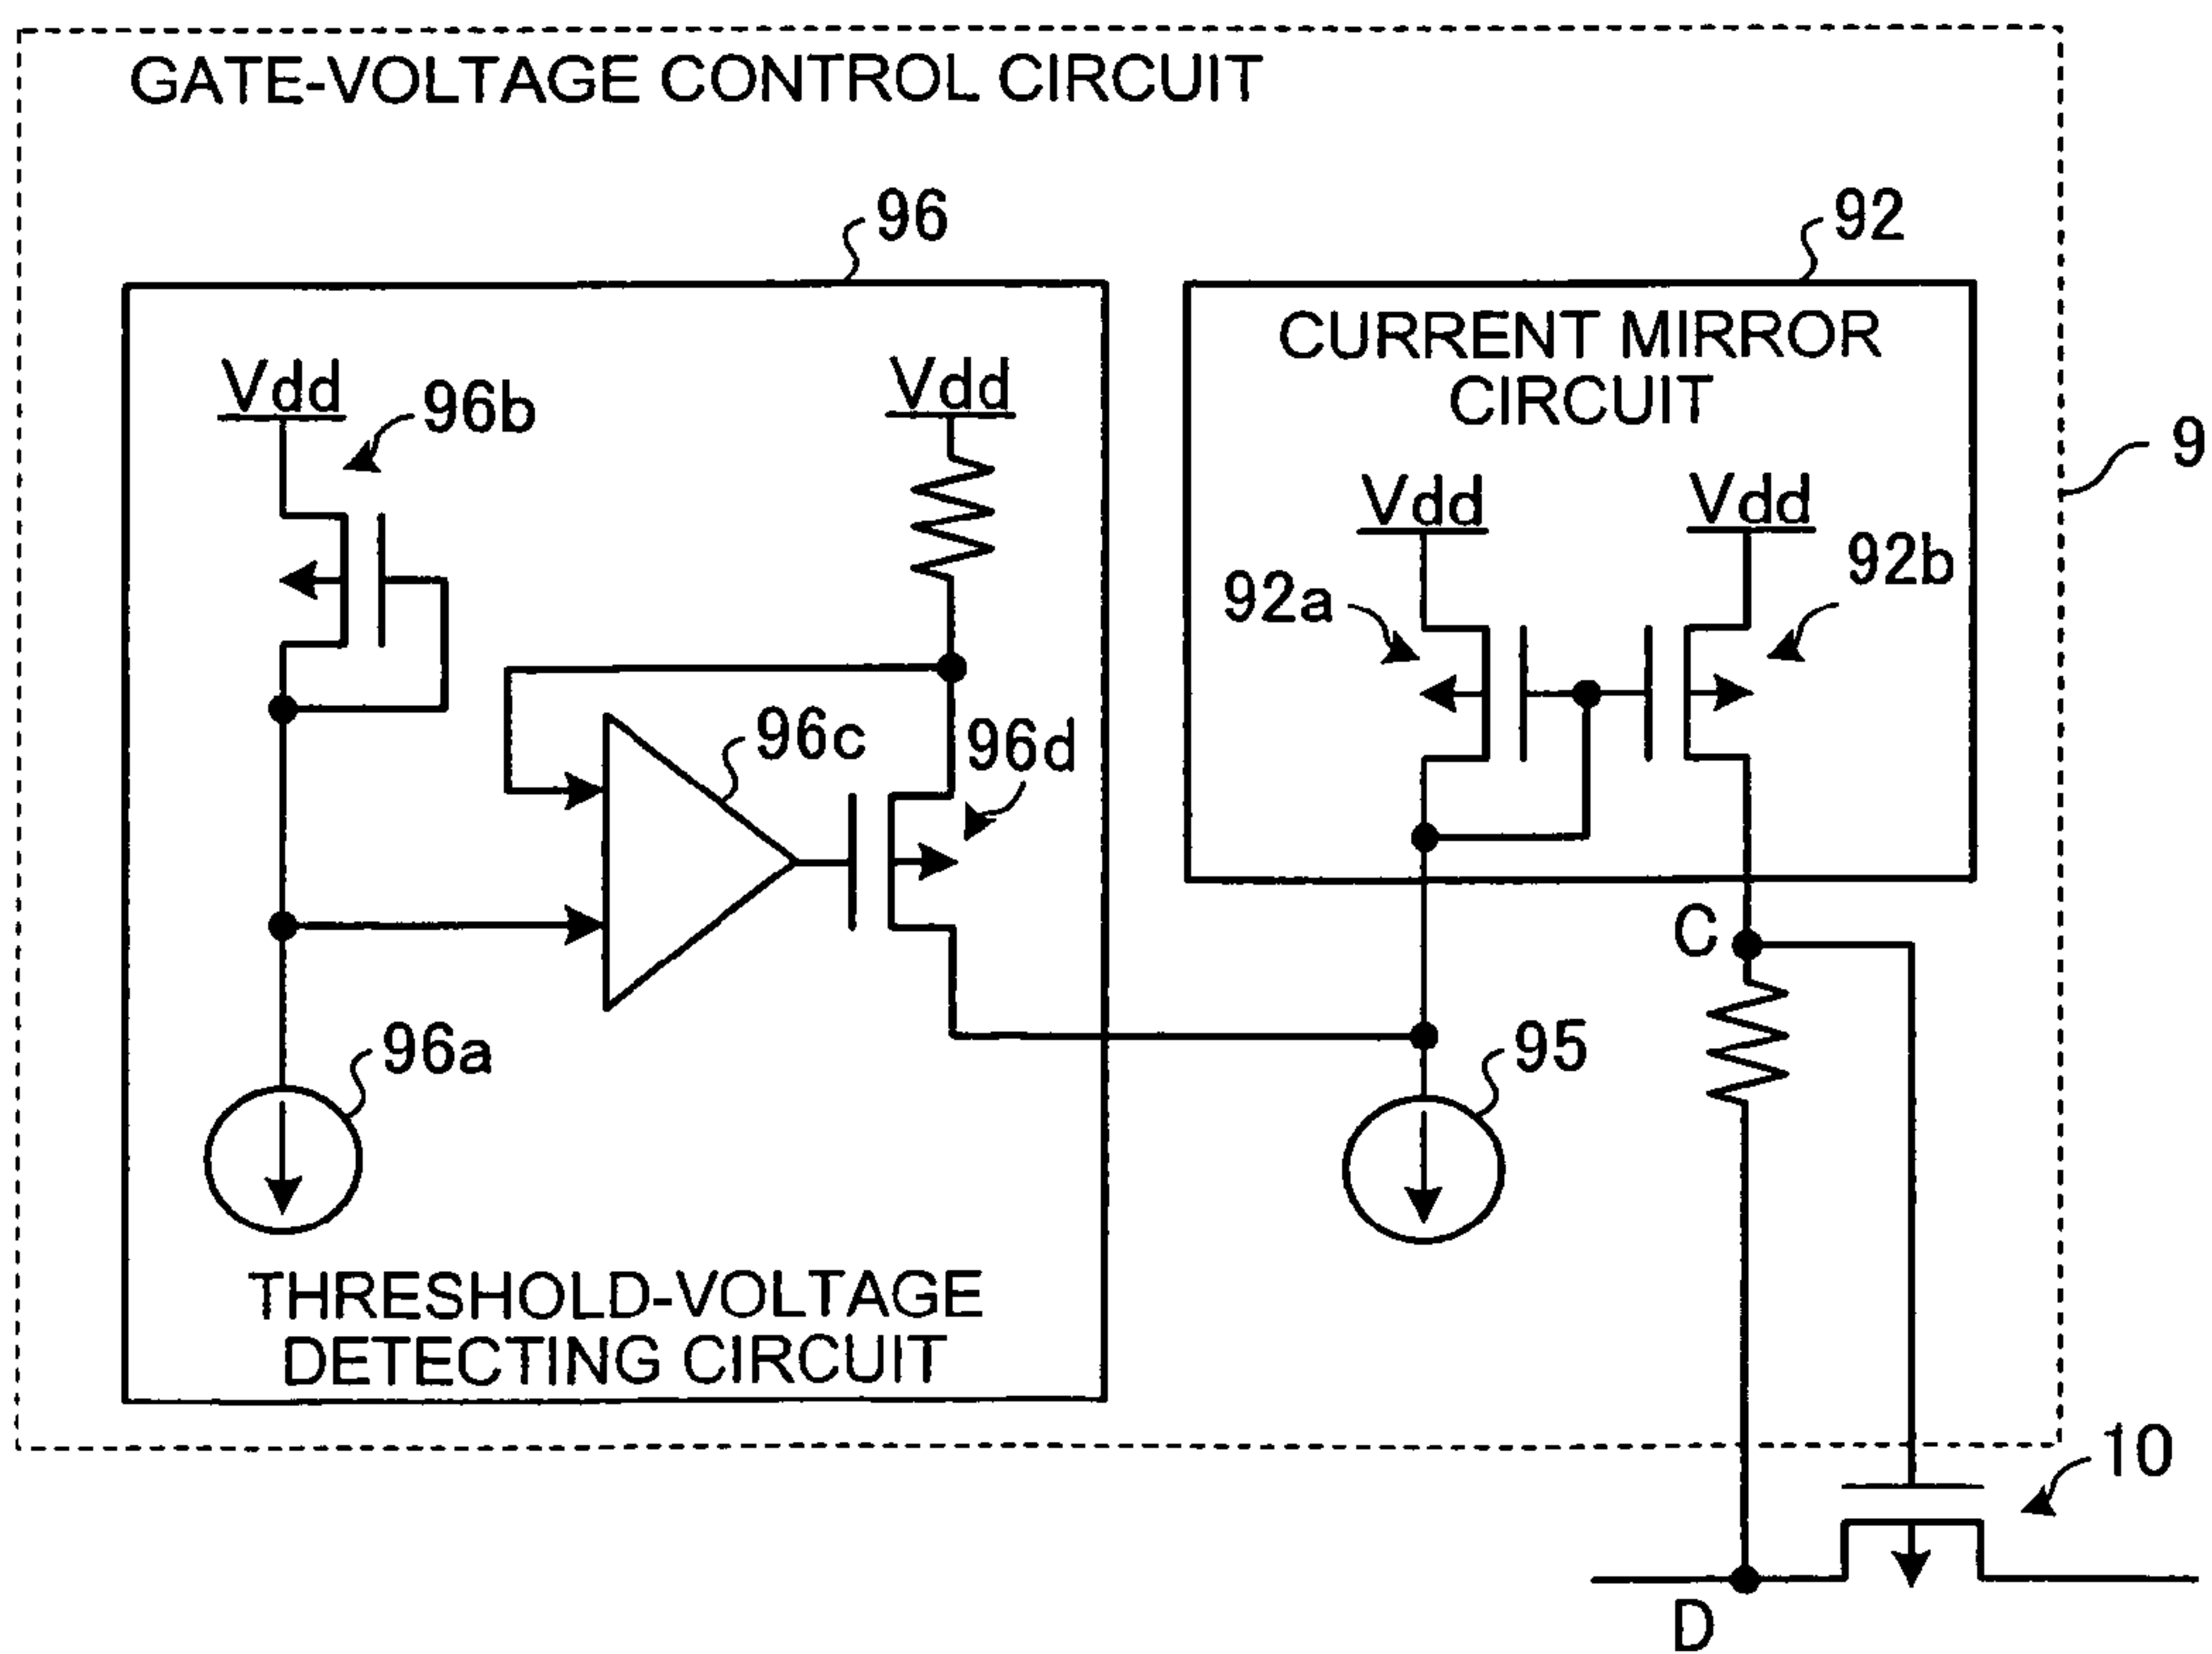 GATE-VOLTAGE CONTROL CIRCUIT
96
92
CURRENT MIRROR
CIRCUIT
Vdd
96b
Vdd
9
Vdd
Vdd
92a
92b
96c
96d
C
96a
95
THRESHOLD-VOLTAGE
DETECTING CIRCUIT
10
D